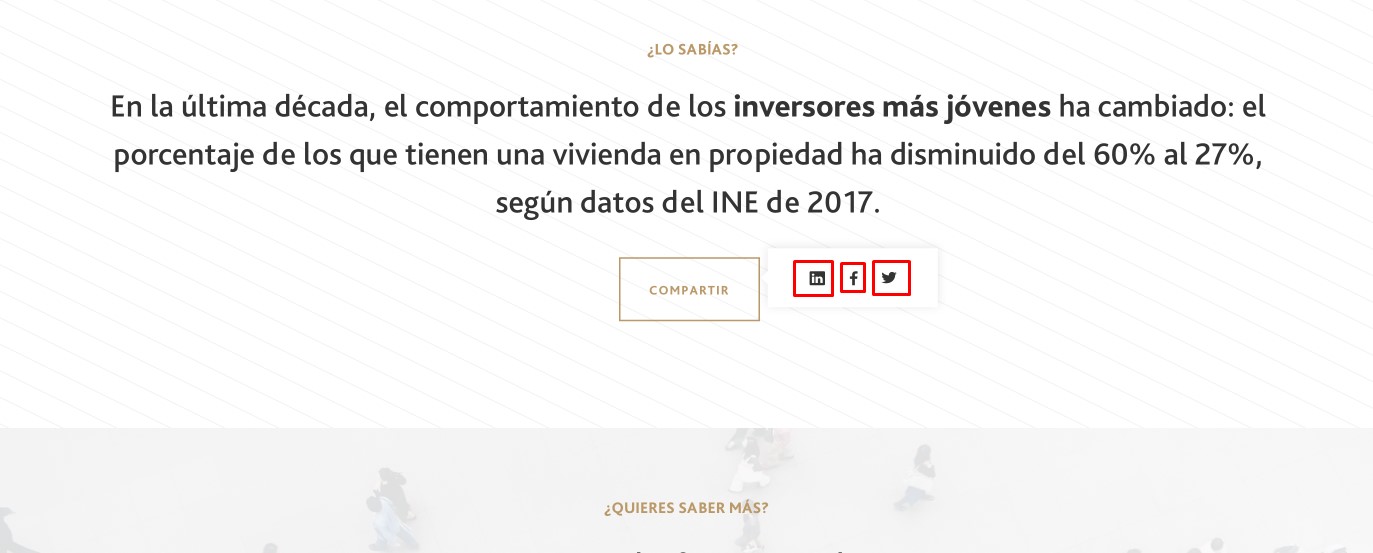 ¿LO SABÍAS?
En la última década, el comportamiento de los inversores más jóvenes ha cambiado: el
porcentaje de los que tienen una vivienda en propiedad ha disminuido del 60% al 27%,
según datos del INE de 2017.
COMPARTIR
¿QUIERES SABER MÁS?